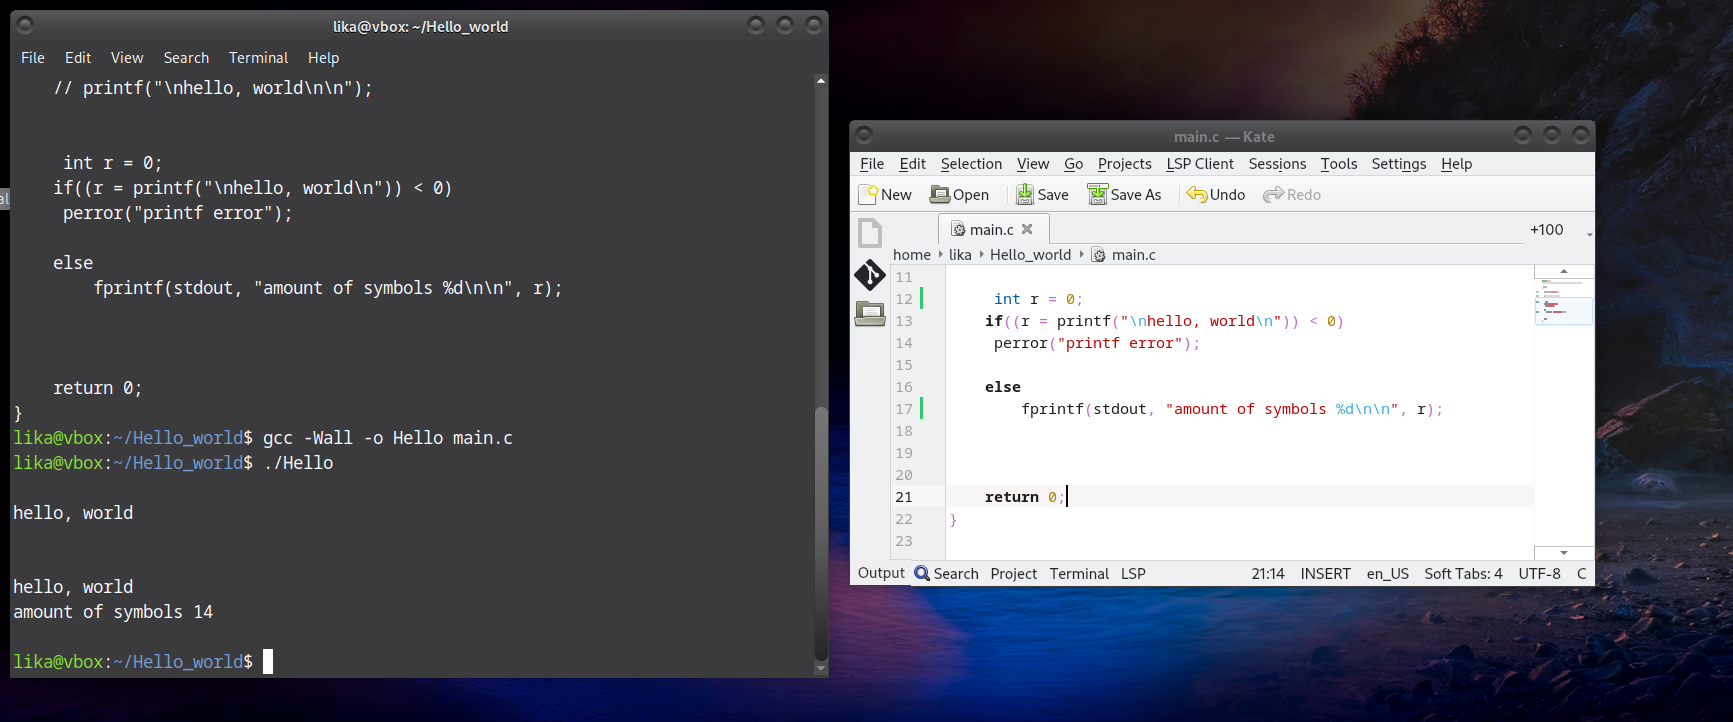 lika@vbox: ~/Hello_world
File Edit View Search Terminal Help
// printf("\nhello, world\n\n");
int r = 0;
if((r = printf("\nhello, world\n")) < 0)
perror("printf error");
else
fprintf(stdout, "amount of symbols %d\n\n", r);
return 0;
}
lika@vbox:~/Hello_world$ gcc -Wall -o Hello main.c
lika@vbox:~/Hello_world$ ./Hello
hello, world
hello, world
amount of symbols 14
lika@vbox:~/Hello_world$
al
main.c — Kate
File Edit Selection View Go Projects LSP Client Sessions Tools Settings Help
New Open Save Save As Undo Redo
main.c +100
home lika Hello_world main.c
11
12 int r = 0;
13 if((r = printf("\nhello, world\n")) < 0)
14 perror("printf error");
15
16 else
17 fprintf(stdout, "amount of symbols %d\n\n", r);
18
19
20
21 return 0;
22 }
23
Output Search Project Terminal LSP 21:14 INSERT en_US Soft Tabs: 4 UTF-8 C